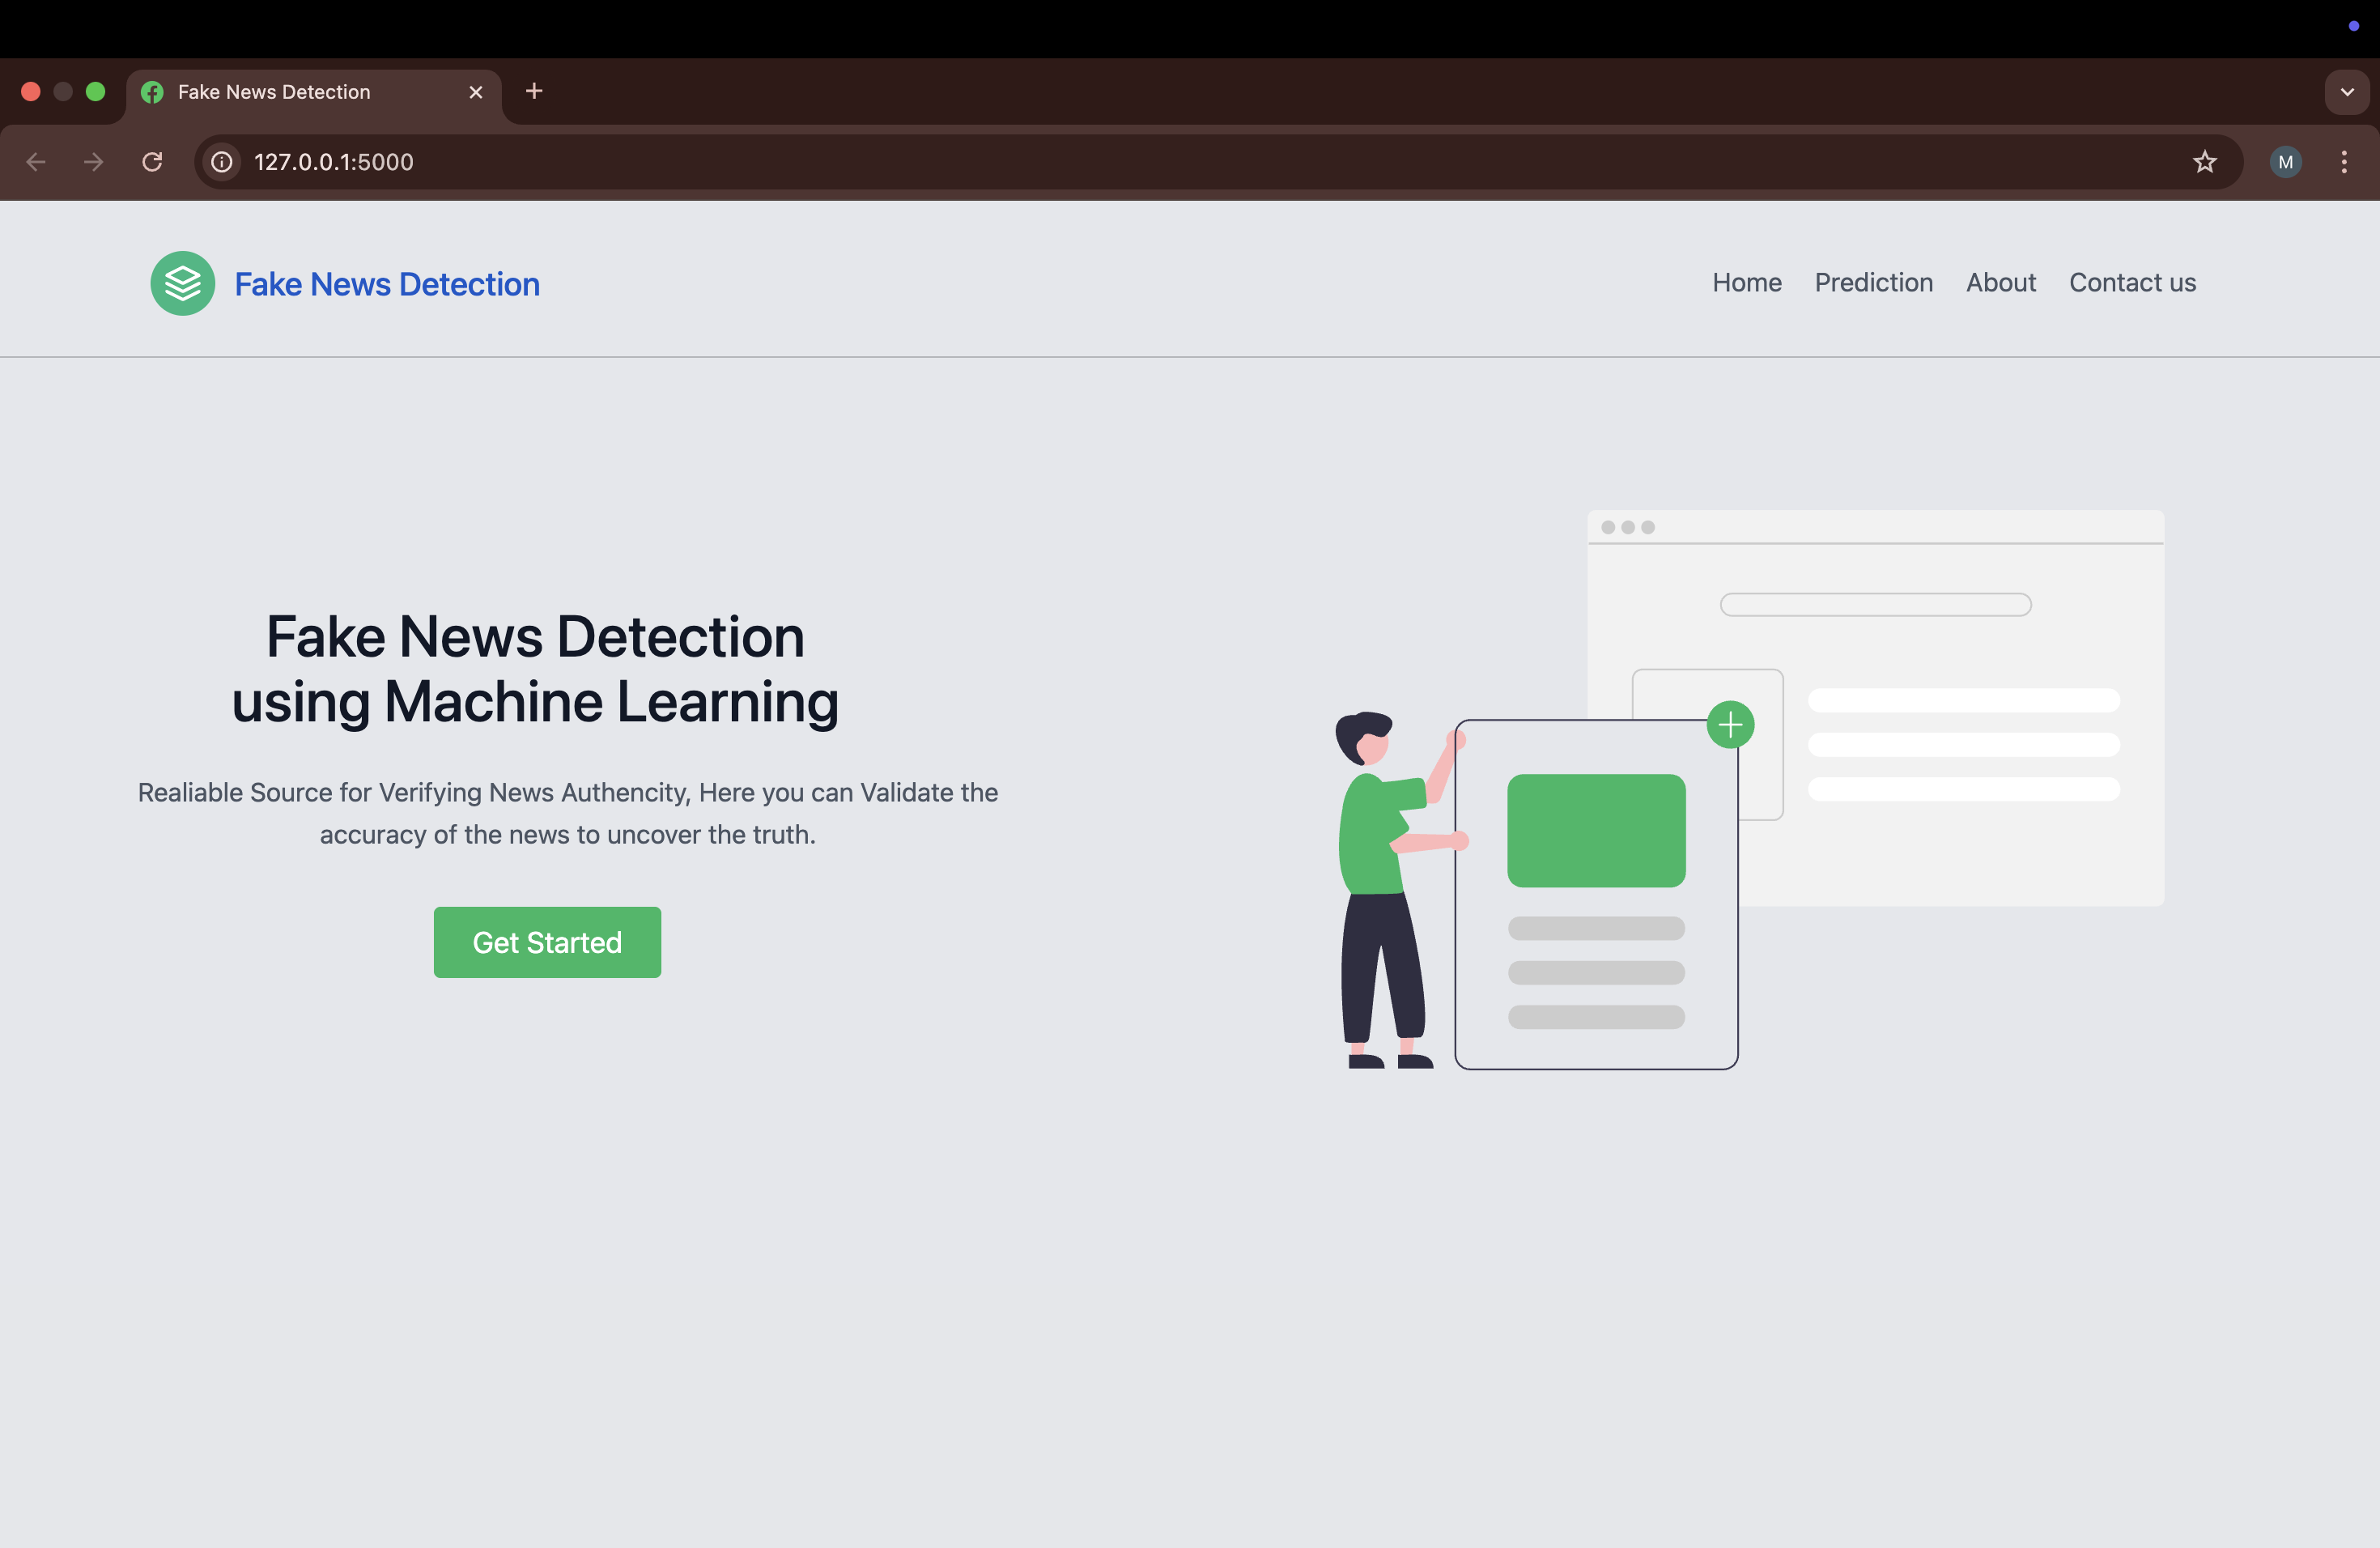 Fake News Detection
127.0.0.1:5000
M
Fake News Detection
Home Prediction About Contact us
Fake News Detection
using Machine Learning
Realiable Source for Verifying News Authencity, Here you can Validate the
accuracy of the news to uncover the truth.
Get Started